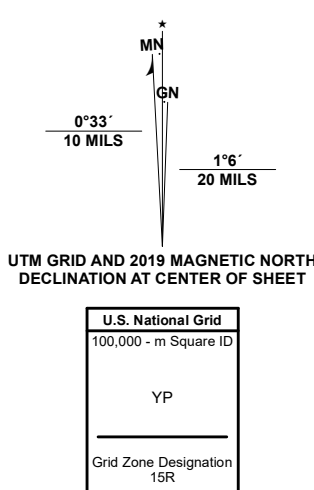 ★
MN
GN
0°33´
10 MILS
1°6´
20 MILS
UTM GRID AND 2019 MAGNETIC NORTH
DECLINATION AT CENTER OF SHEET
U.S. National Grid
100,000 - m Square ID
YP
Grid Zone Designation
15R